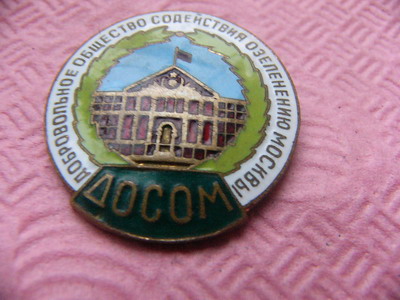 ДОБРОВОЛЬНОЕ ОБЩЕСТВО СОДЕЙСТВИЯ ОЗЕЛЕНЕНИЮ МОСКВЫ
ДОСОМ